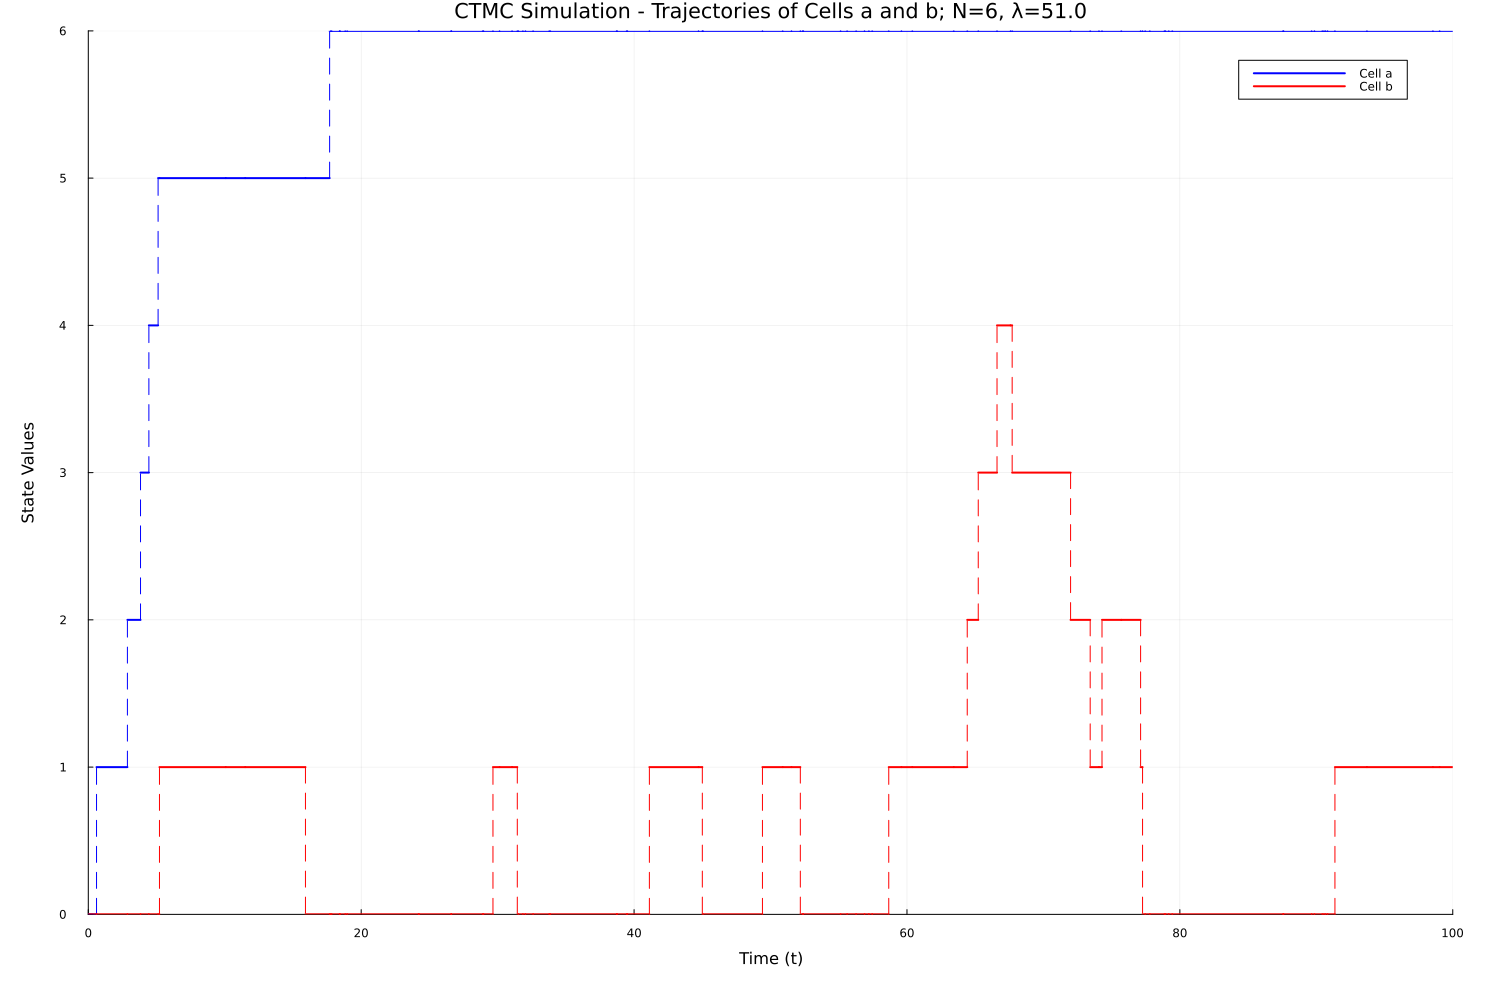 CTMC Simulation - Trajectories of Cells a and b; N=6, λ=51.0
6
Cell a
Cell b
5
4
State Values
3
2
1
0
0 20 40 60 80 100
Time (t)